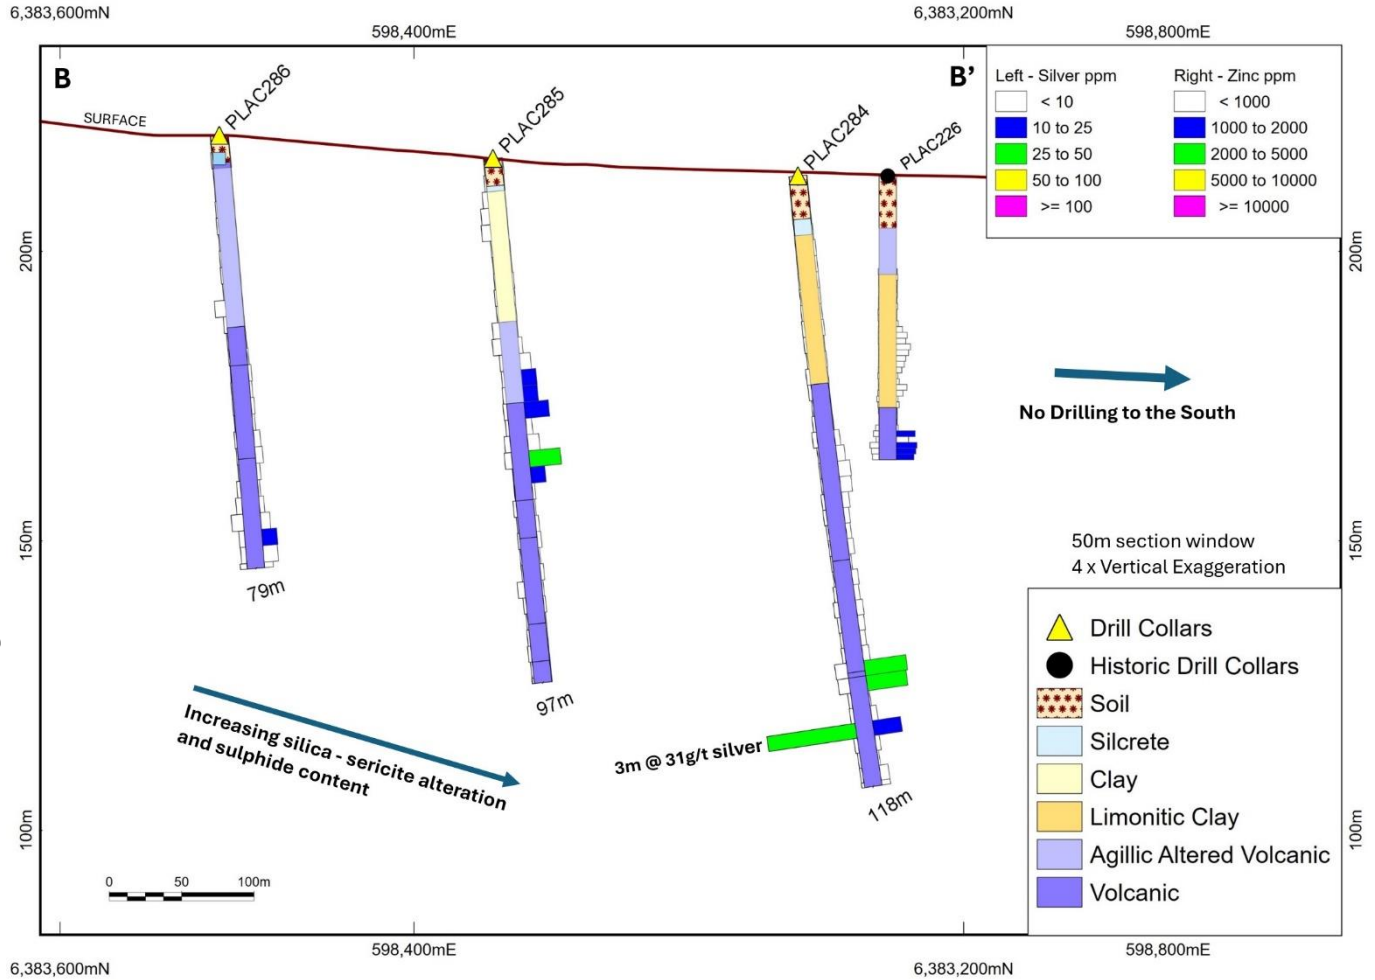 6,383,600mN
6,383,200mN
598,400mE
598,800mE
B
B’
SURFACE
PLAC286
PLAC285
PLAC284
PLAC226
Left - Silver ppm
Right - Zinc ppm
< 10
< 1000
10 to 25
1000 to 2000
25 to 50
2000 to 5000
50 to 100
5000 to 10000
>= 100
>= 10000
200m
200m
No Drilling to the South
150m
150m
50m section window
4 x Vertical Exaggeration
79m
97m
118m
Increasing silica - sericite alteration
and sulphide content
3m @ 31g/t silver
100m
100m
Drill Collars
Historic Drill Collars
Soil
Silcrete
Clay
Limonitic Clay
Agillic Altered Volcanic
Volcanic
0 50 100m
598,400mE
598,800mE
6,383,600mN
6,383,200mN